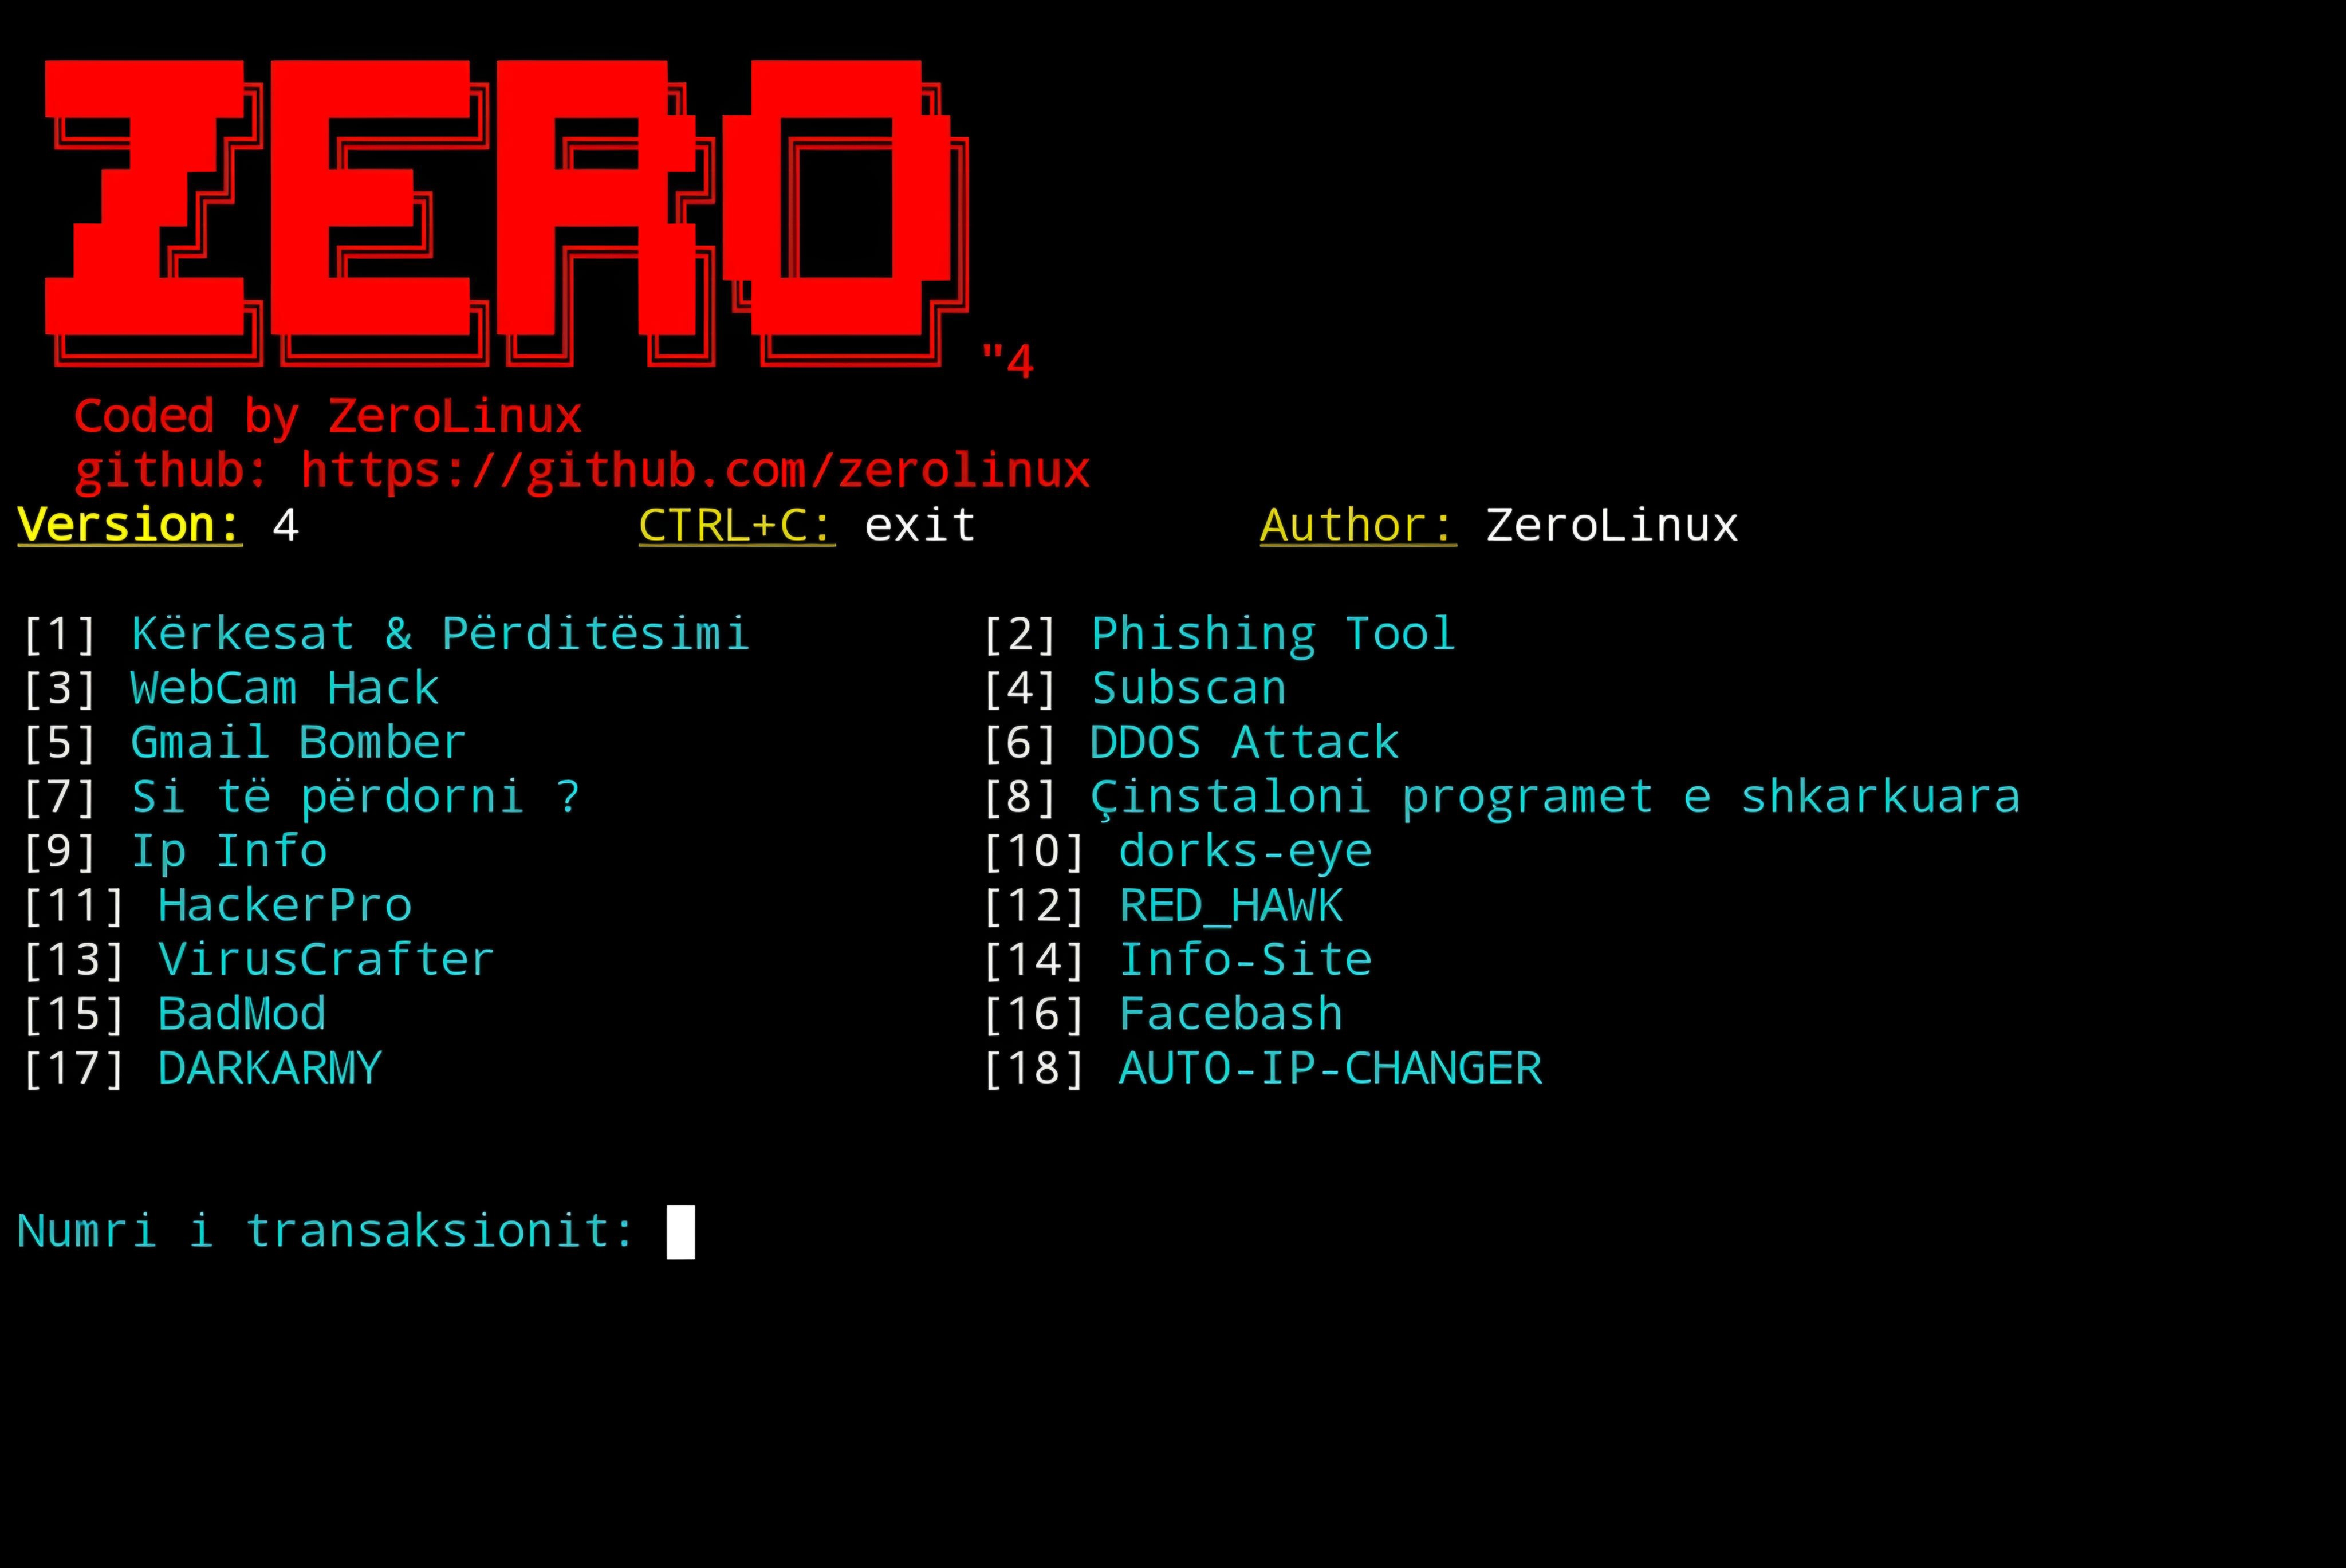 ZERO "4
Coded by ZeroLinux
github: https://github.com/zerolinux
Version: 4 CTRL+C: exit Author: ZeroLinux
[1] Kërkesat & Përditësimi [2] Phishing Tool
[3] WebCam Hack [4] Subscan
[5] Gmail Bomber [6] DDOS Attack
[7] Si të përdorni ? [8] Çinstaloni programet e shkarkuara
[9] Ip Info [10] dorks-eye
[11] HackerPro [12] RED_HAWK
[13] VirusCrafter [14] Info-Site
[15] BadMod [16] Facebash
[17] DARKARMY [18] AUTO-IP-CHANGER
Numri i transaksionit: